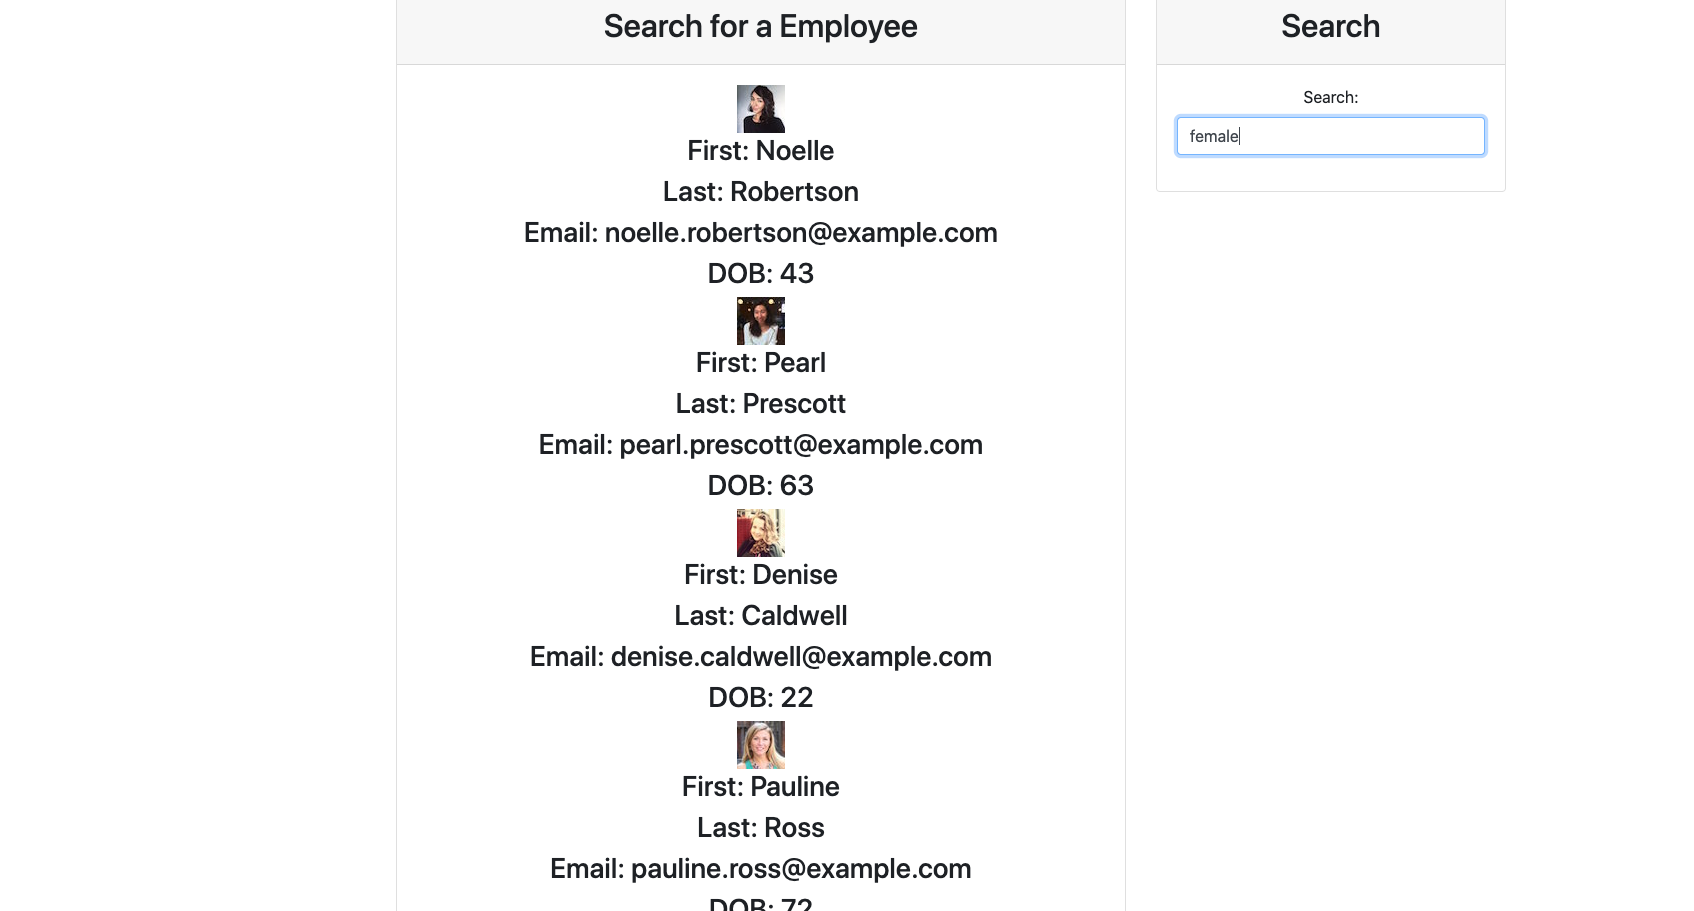 Search for a Employee
First: Noelle
Last: Robertson
Email: noelle.robertson@example.com
DOB: 43
First: Pearl
Last: Prescott
Email: pearl.prescott@example.com
DOB: 63
First: Denise
Last: Caldwell
Email: denise.caldwell@example.com
DOB: 22
First: Pauline
Last: Ross
Email: pauline.ross@example.com
DOB: 72
Search
Search:
female